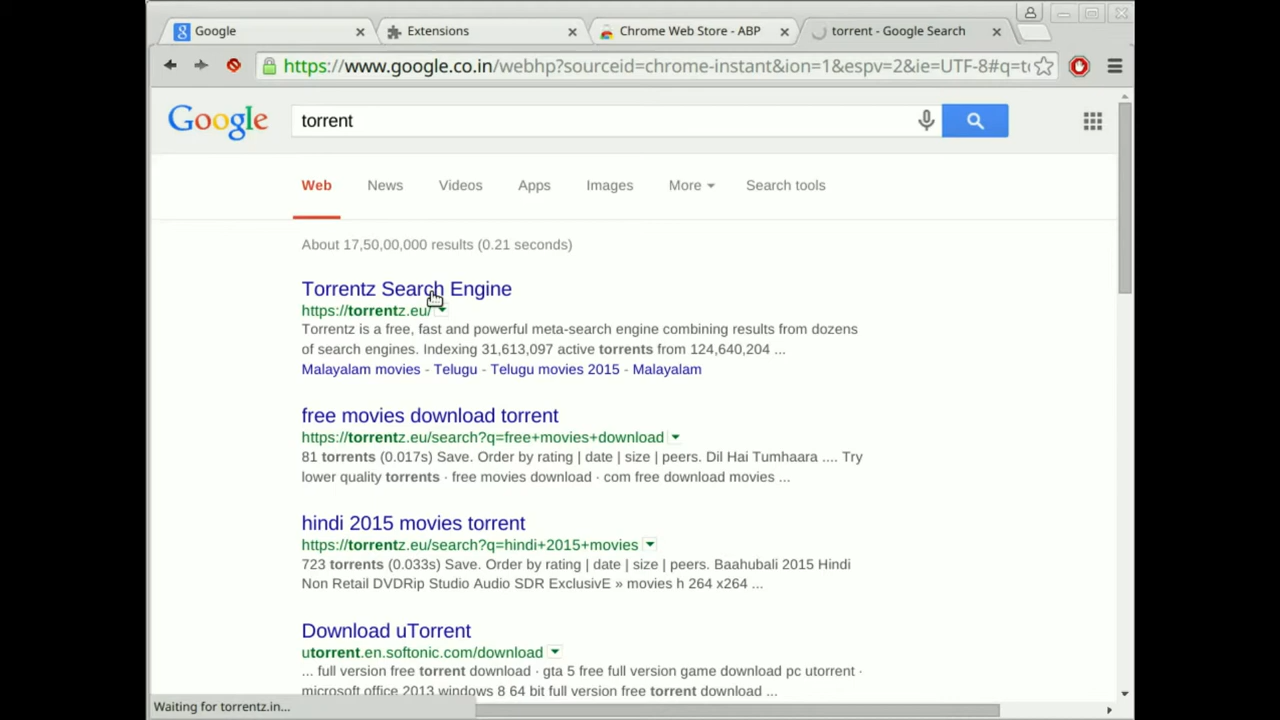 Google
Extensions
Chrome Web Store - ABP
torrent - Google Search
https://www.google.co.in/webhp?sourceid=chrome-instant&ion=1&espv=2&ie=UTF-8#q=t
Google
torrent
Web
News
Videos
Apps
Images
More
Search tools
About 17,50,00,000 results (0.21 seconds)
Torrentz Search Engine
https://torrentz.eu/
Torrentz is a free, fast and powerful meta-search engine combining results from dozens
of search engines. Indexing 31,613,097 active torrents from 124,640,204 ...
Malayalam movies - Telugu - Telugu movies 2015 - Malayalam
free movies download torrent
https://torrentz.eu/search?q=free+movies+download
81 torrents (0.017s) Save. Order by rating | date | size | peers. Dil Hai Tumhaara .... Try
lower quality torrents · free movies download · com free download movies ...
hindi 2015 movies torrent
https://torrentz.eu/search?q=hindi+2015+movies
723 torrents (0.033s) Save. Order by rating | date | size | peers. Baahubali 2015 Hindi
Non Retail DVDRip Studio Audio SDR ExclusivE » movies h 264 x264 ...
Download uTorrent
utorrent.en.softonic.com/download
... full version free torrent download · gta 5 free full version game download pc utorrent ·
microsoft office 2013 windows 8 64 bit full version free torrent download ...
Waiting for torrentz.in...